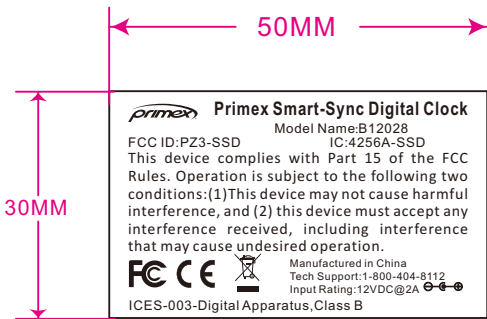 50MM
30MM
primex Primex Smart-Sync Digital Clock
Model Name:B12028
FCC ID:PZ3-SSD IC:4256A-SSD
This device complies with Part 15 of the FCC
Rules. Operation is subject to the following two
conditions:(1)This device may not cause harmful
interference, and (2) this device must accept any
interference received, including interference
that may cause undesired operation.
FC CE
Manufactured in China
Tech Support:1-800-404-8112
Input Rating:12VDC@2A
ICES-003-Digital Apparatus,Class B